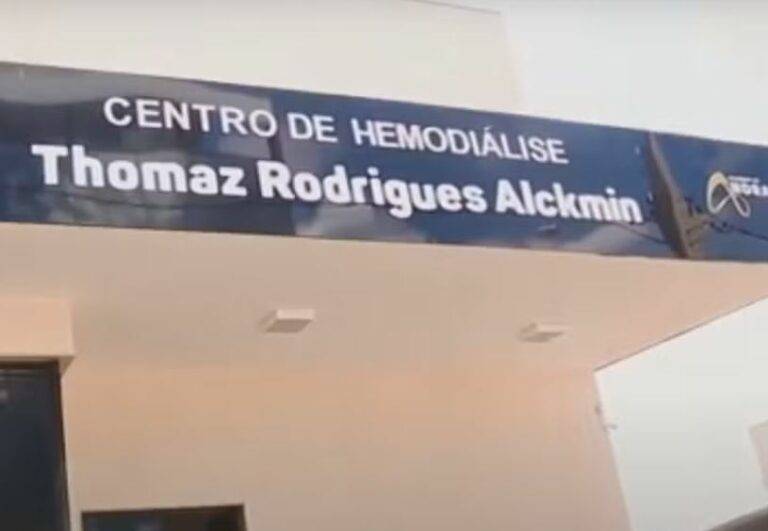 CENTRO DE HEMODIÁLISE
Thomaz Rodrigues Alckmin